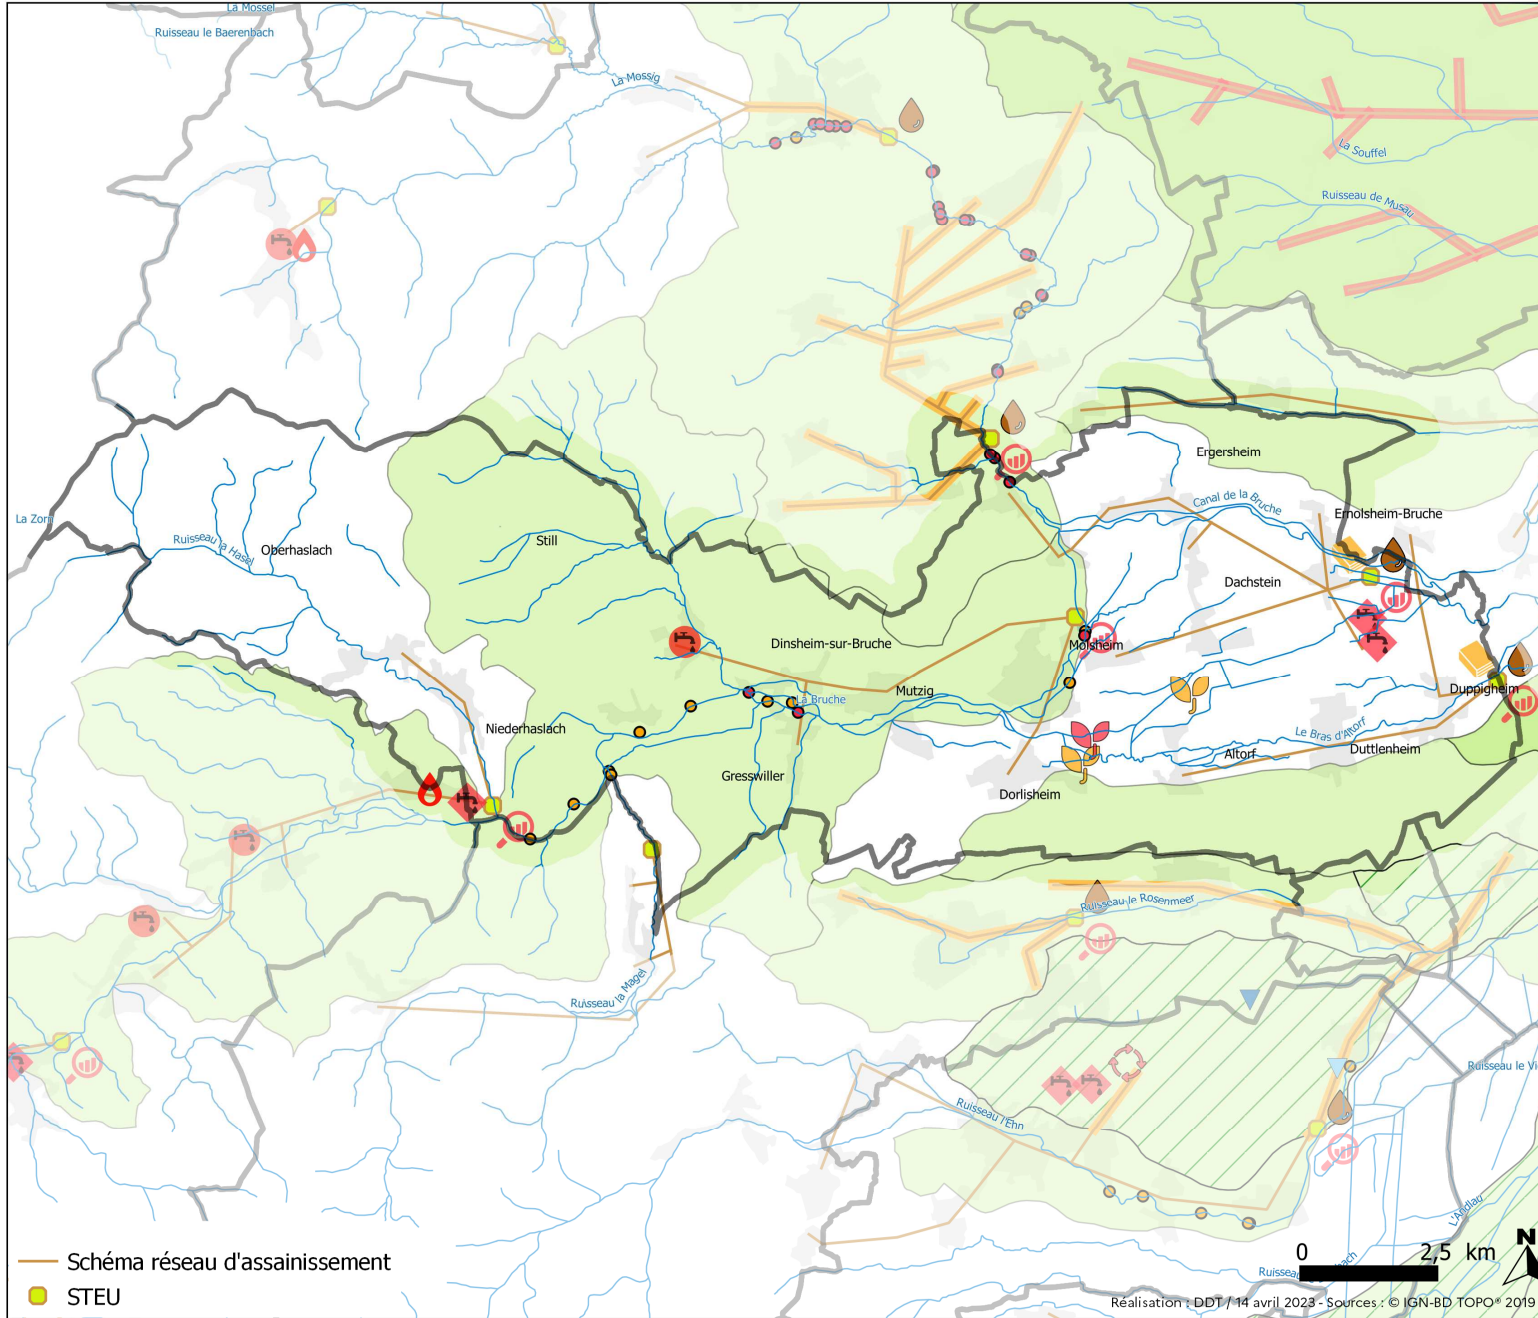 La Mossel
Ruisseau le Baerenbach
La Mossig
La Souffel
Ruisseau de Musau
Ergersheim
Canal de la Bruche
Ernolsheim-Bruche
La Zorn
Ruisseau la Hasel
Oberhaslach
Still
Dachstein
Dinsheim-sur-Bruche
Molsheim
Mutzig
La Bruche
Duppigheim
Niederhaslach
Le Bras d'Altorf
Altorf
Duttlenheim
Gresswiller
Dorlisheim
Ruisseau le Rosenmeer
Ruisseau la Magel
Ruisseau le
Ruisseau l'Ehn
L'Andlau
Schéma réseau d'assainissement
0 2,5 km
N
STEU
Réalisation : DDT / 14 avril 2023 - Sources : © IGN-BD TOPO® 2019